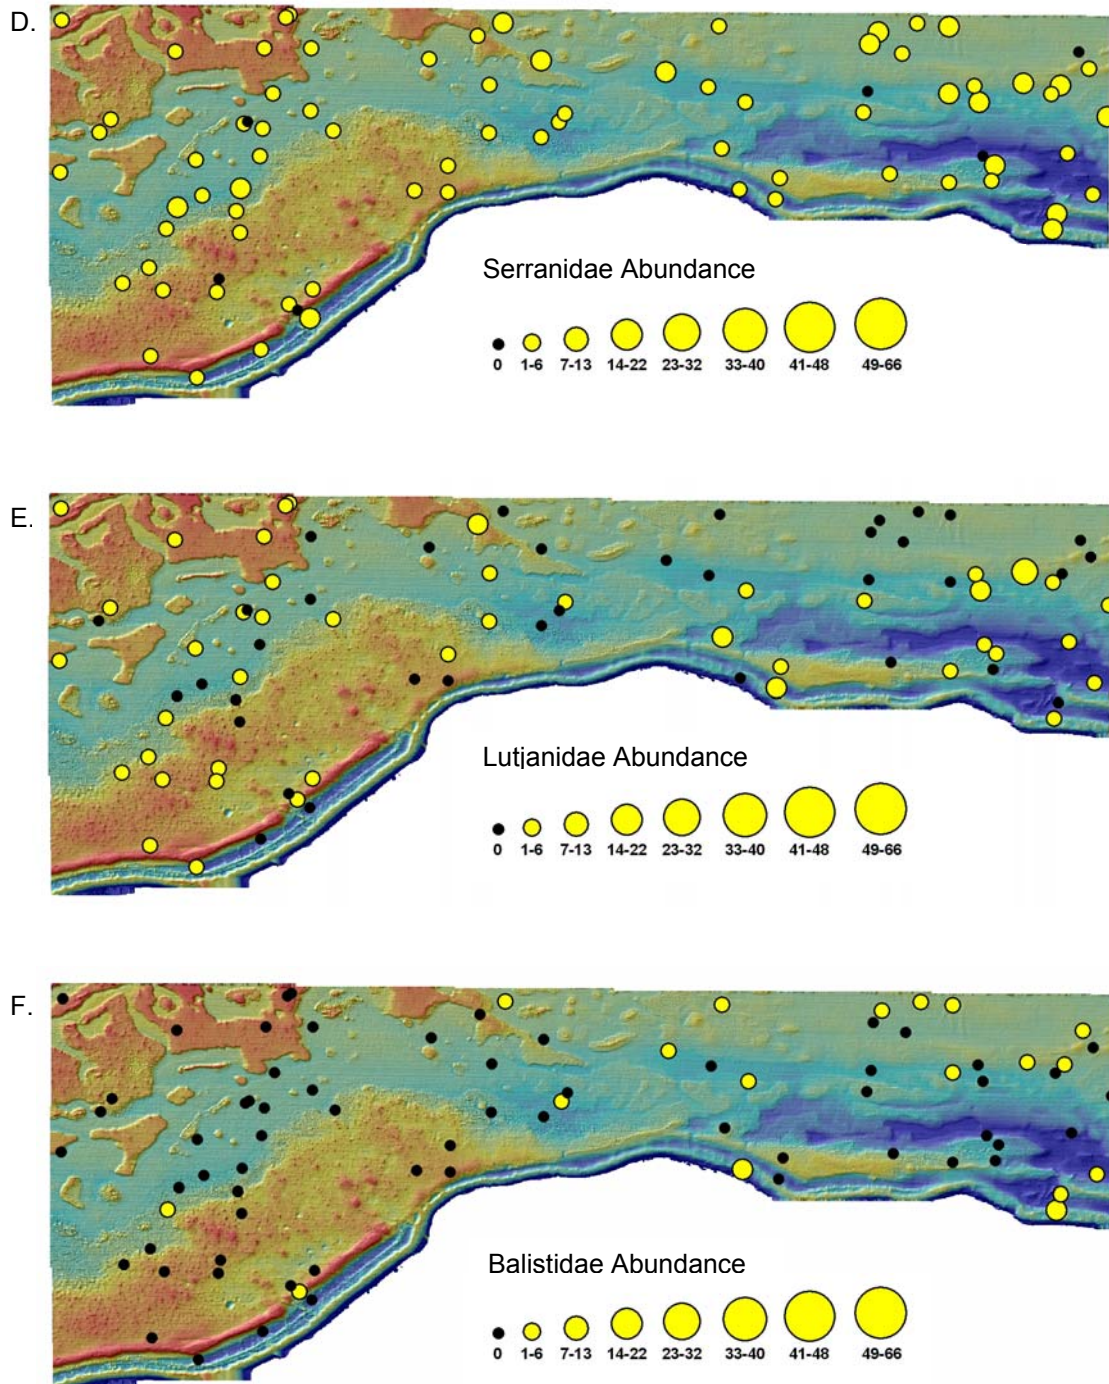 D.
Serranidae Abundance
0 1-6 7-13 14-22 23-32 33-40 41-48 49-66
E.
Lutjanidae Abundance
0 1-6 7-13 14-22 23-32 33-40 41-48 49-66
F.
Balistidae Abundance
0 1-6 7-13 14-22 23-32 33-40 41-48 49-66